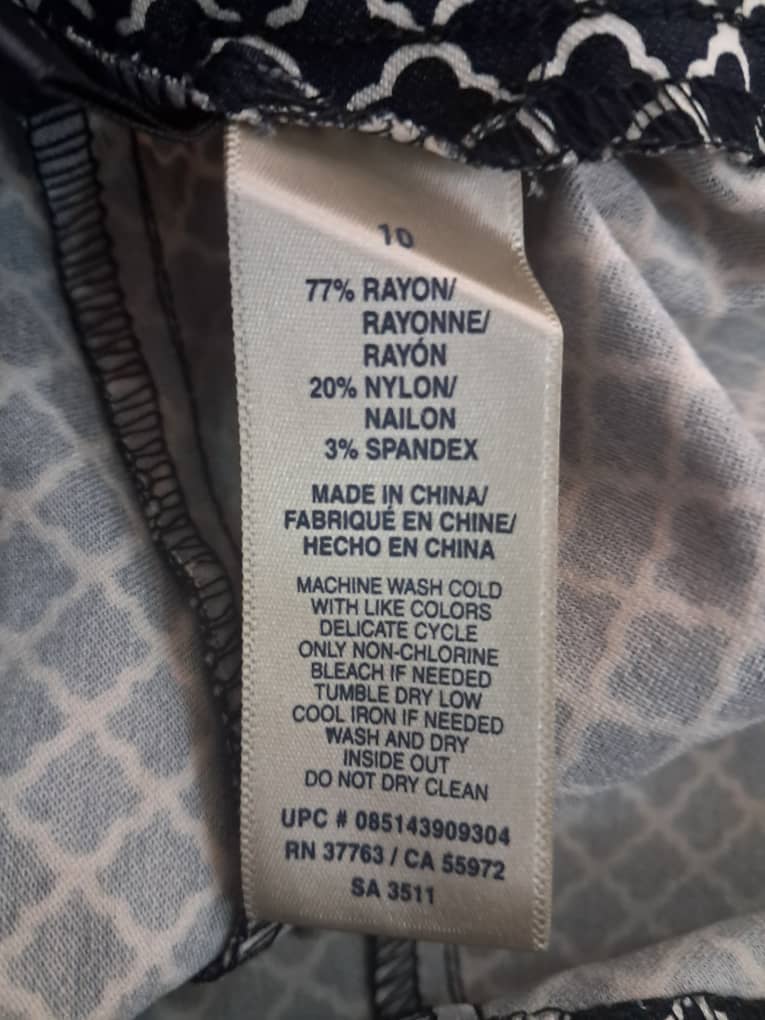 10
77% RAYON/
RAYONNE/
RAYÓN
20% NYLON/
NAILON
3% SPANDEX
MADE IN CHINA/
FABRIQUÉ EN CHINE/
HECHO EN CHINA
MACHINE WASH COLD
WITH LIKE COLORS
DELICATE CYCLE
ONLY NON-CHLORINE
BLEACH IF NEEDED
TUMBLE DRY LOW
COOL IRON IF NEEDED
WASH AND DRY
INSIDE OUT
DO NOT DRY CLEAN
UPC # 085143909304
RN 37763 / CA 55972
SA 3511